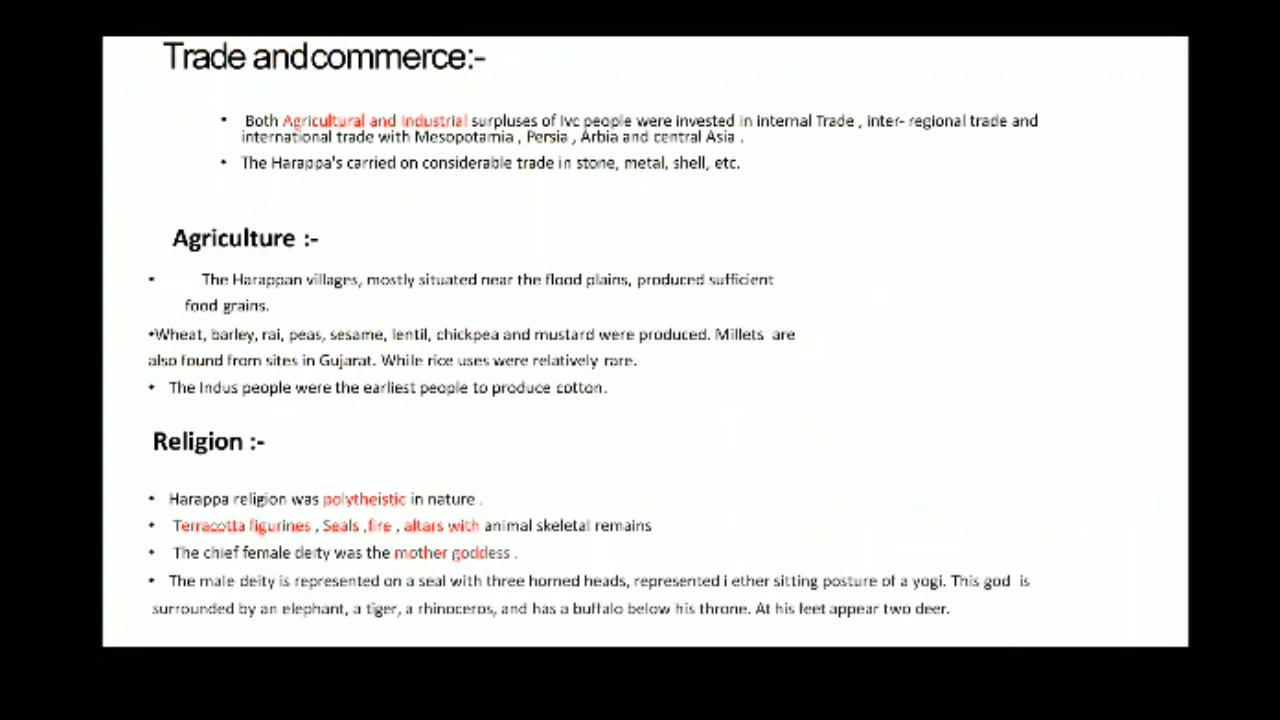 Trade andcommerce:-
• Both Agricultural and Industrial surpluses of Ivc people were invested in internal Trade , inter- regional trade and
international trade with Mesopotamia , Persia , Arbia and central Asia .
• The Harappa's carried on considerable trade in stone, metal, shell, etc.
Agriculture :-
• The Harappan villages, mostly situated near the flood plains, produced sufficient
food grains.
•Wheat, barley, rai, peas, sesame, lentil, chickpea and mustard were produced. Millets are
also found from sites in Gujarat. While rice uses were relatively rare.
• The Indus people were the earliest people to produce cotton.
Religion :-
• Harappa religion was polytheistic in nature .
• Terracotta figurines , Seals ,fire , altars with animal skeletal remains
• The chief female deity was the mother goddess .
• The male deity is represented on a seal with three horned heads, represented i ether sitting posture of a yogi. This god is
surrounded by an elephant, a tiger, a rhinoceros, and has a buffalo below his throne. At his feet appear two deer.